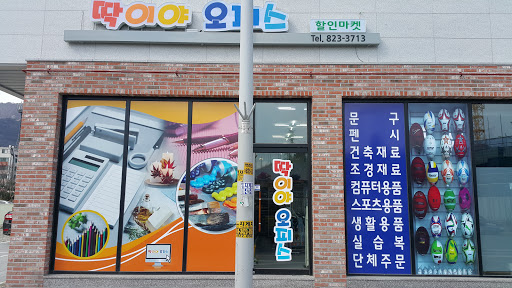 딱이야 오피스
할인마켓
Tel. 823-3713
딱이야 오피스
문 구
펜 시
건 축 재 료
조 경 재 료
컴퓨터용품
스포츠용품
생 활 용 품
실 습 복
단 체 주 문